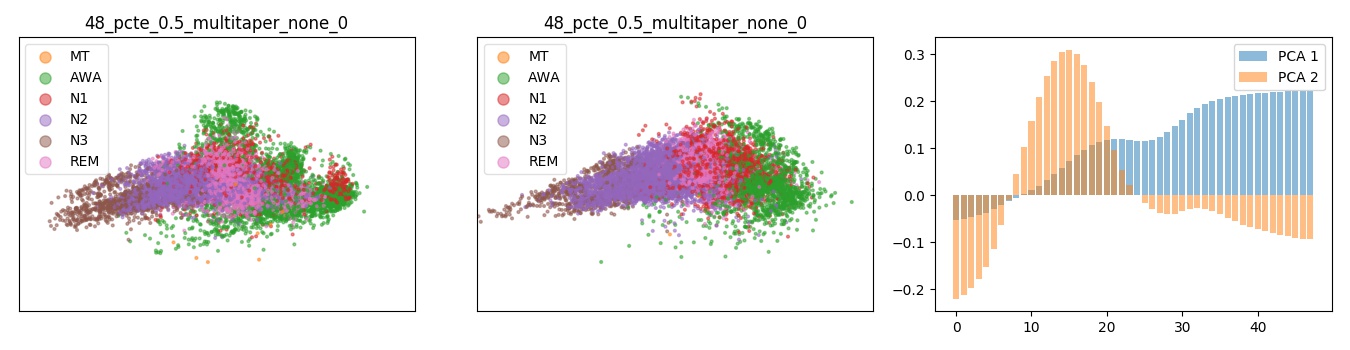 48_pcte_0.5_multitaper_none_0
MT
AWA
N1
N2
N3
REM
48_pcte_0.5_multitaper_none_0
MT
AWA
N1
N2
N3
REM
PCA 1
PCA 2
0.3
0.2
0.1
0.0
−0.1
−0.2
0 10 20 30 40